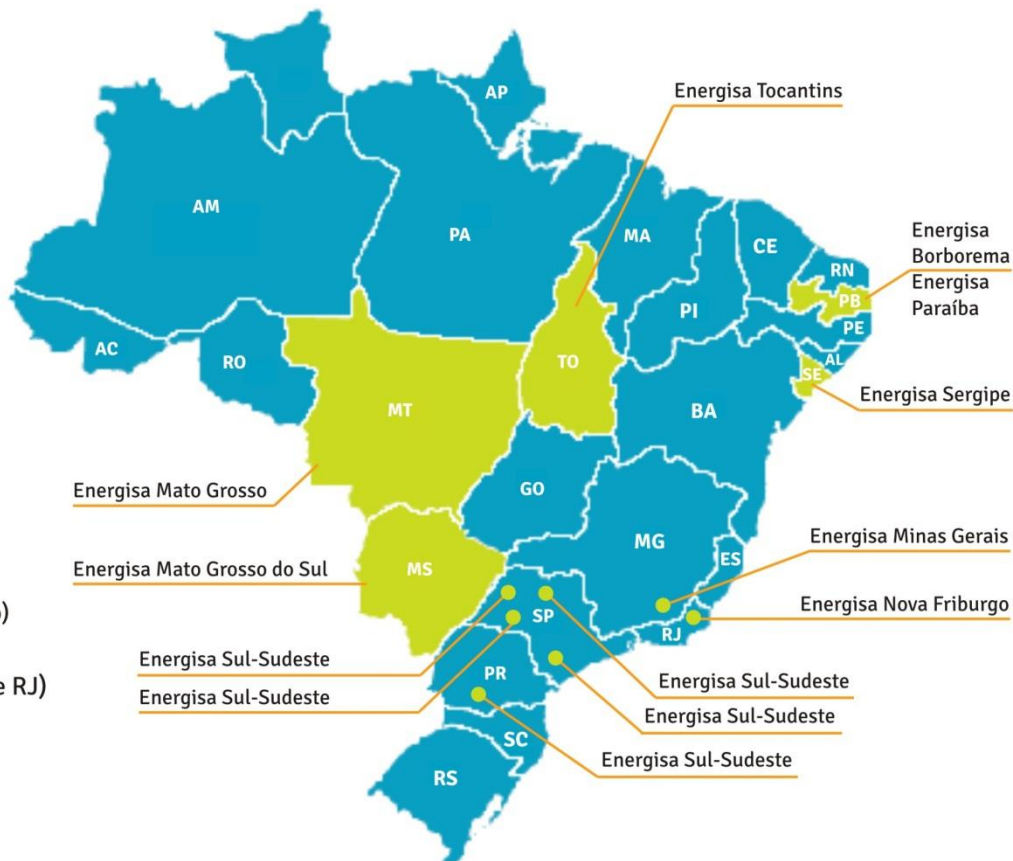 AP
Energisa Tocantins
AM
PA
MA
CE
Energisa
Borborema
RN
Energisa
Paraíba
PB
PI
PE
AC
RO
TO
AL
SE
MT
BA
Energisa Sergipe
Energisa Mato Grosso
GO
MG
Energisa Minas Gerais
ES
Energisa Mato Grosso do Sul
MS
Energisa Nova Friburgo
)
SP
RJ
Energisa Sul-Sudeste
e RJ)
PR
Energisa Sul-Sudeste
Energisa Sul-Sudeste
Energisa Sul-Sudeste
SC
Energisa Sul-Sudeste
RS